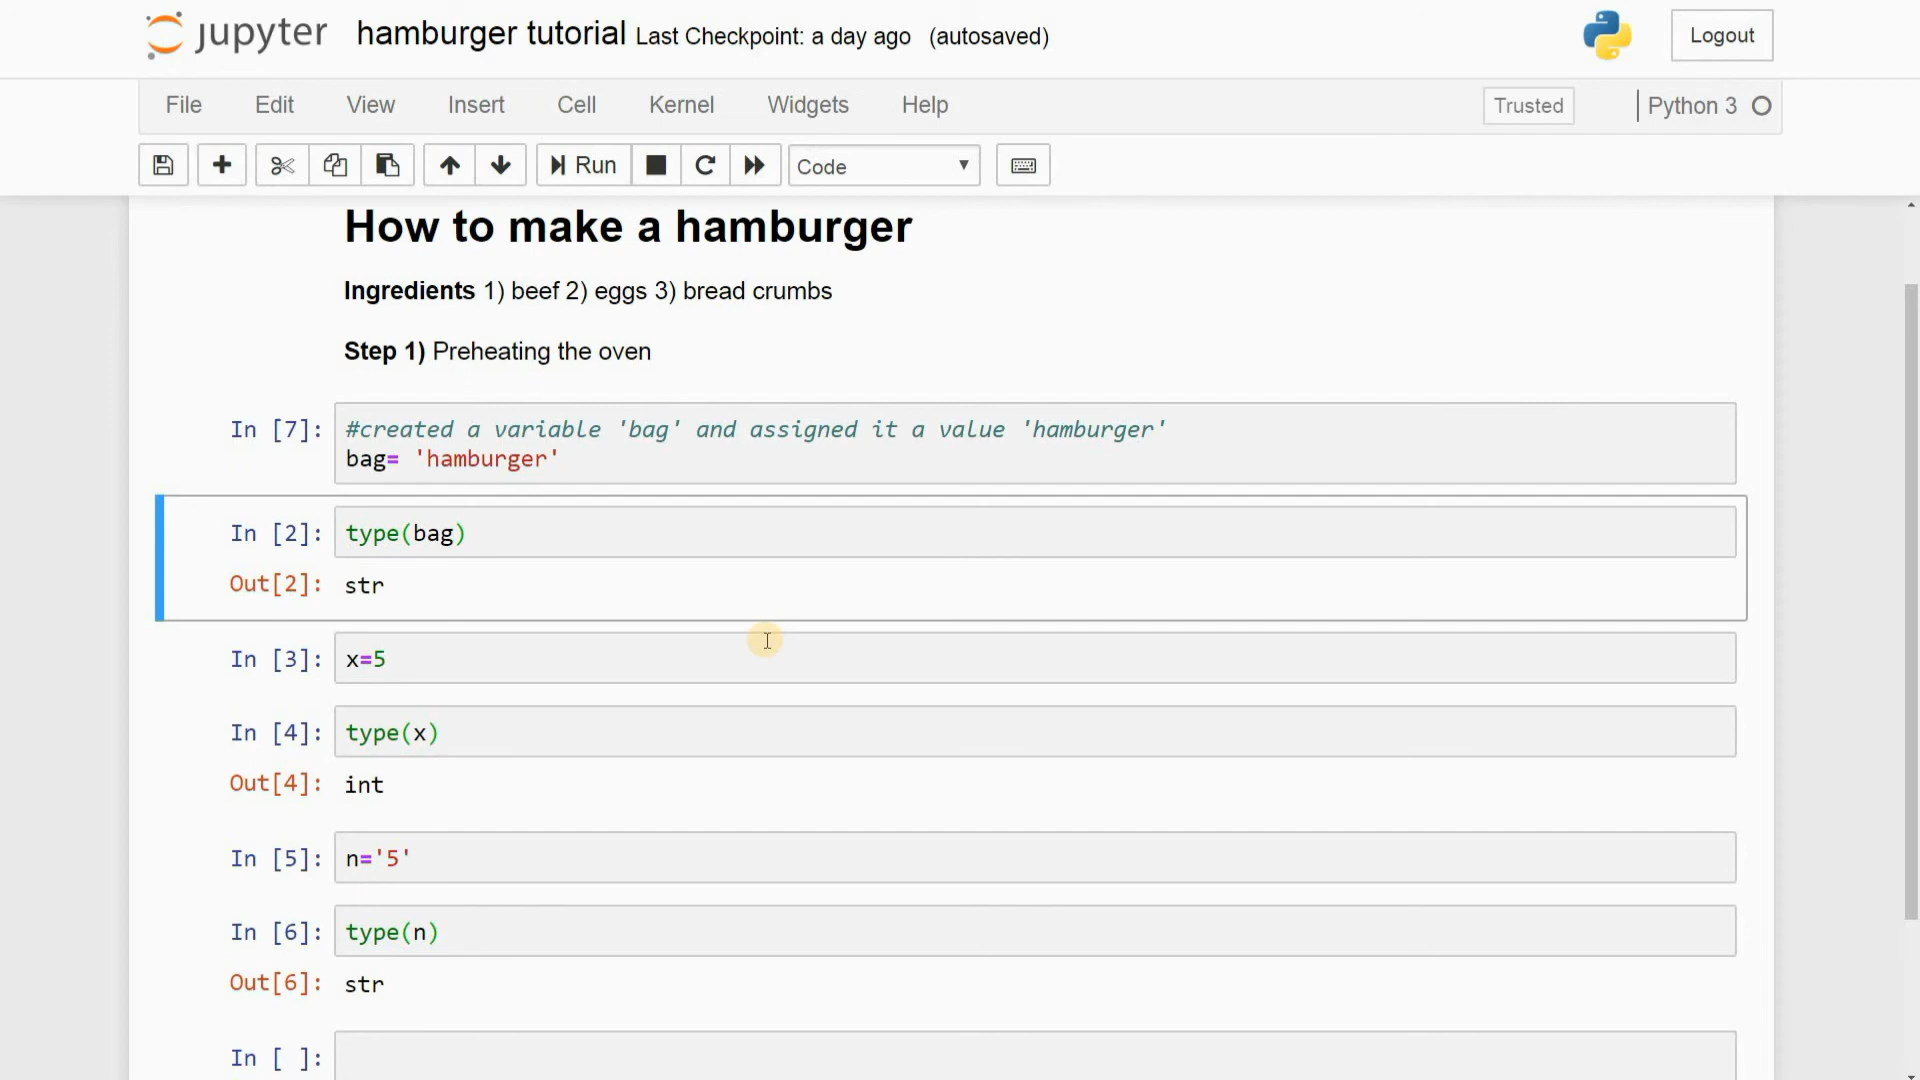 jupyter hamburger tutorial Last Checkpoint: a day ago (autosaved) Logout
File Edit View Insert Cell Kernel Widgets Help Trusted Python 3
Run Code
How to make a hamburger
Ingredients 1) beef 2) eggs 3) bread crumbs
Step 1) Preheating the oven
In [7]: #created a variable 'bag' and assigned it a value 'hamburger'
bag= 'hamburger'
In [2]: type(bag)
Out[2]: str
In [3]: x=5
In [4]: type(x)
Out[4]: int
In [5]: n='5'
In [6]: type(n)
Out[6]: str
In [ ]: